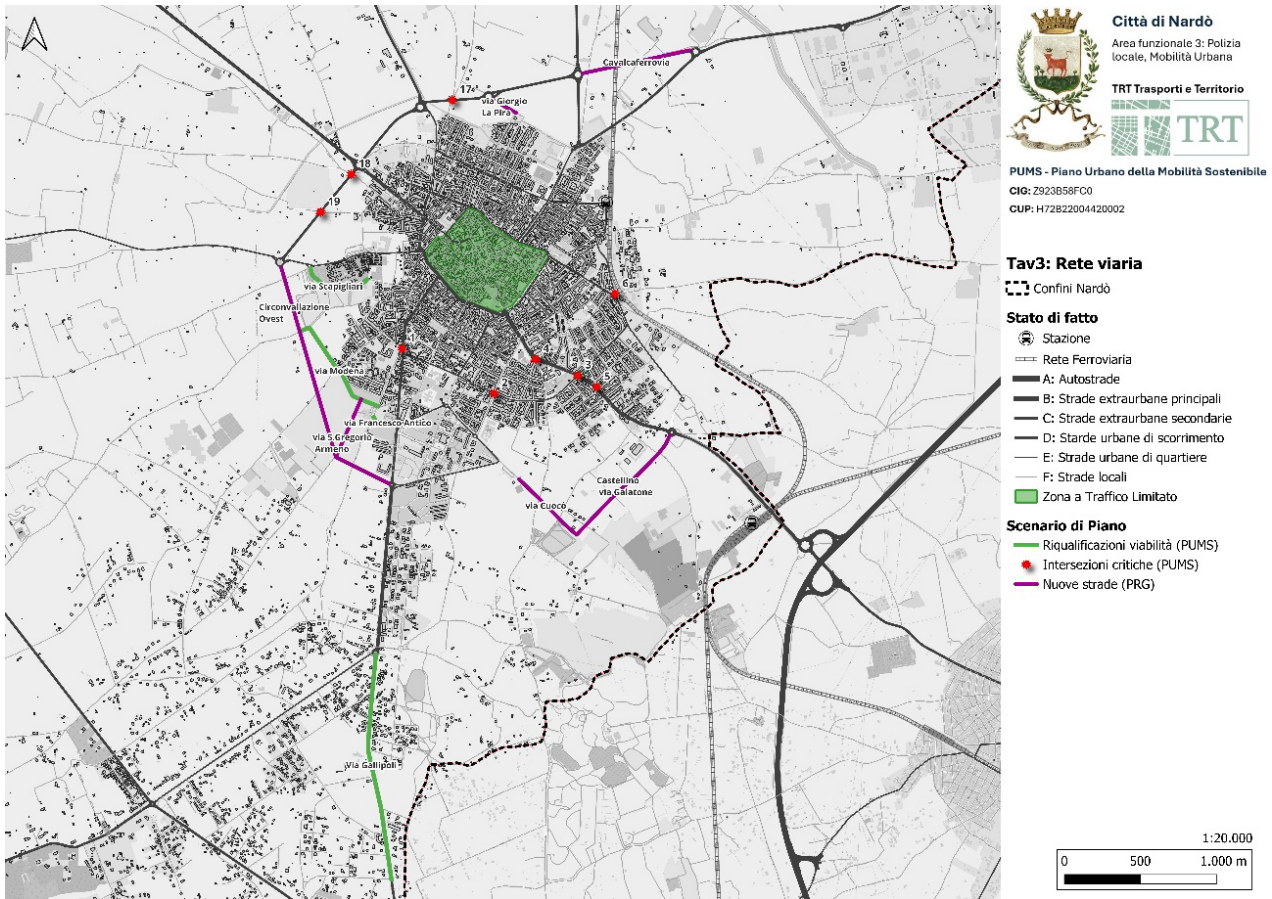 Cavalcaferrovia
17
via Giorgio
La Pira
18
19
6
via Scapigliari
Circonvallazione
Ovest
1
4
3
5
2
via Modena
via Francesco Antico
via S.Gregorio
Armeno
Castellino
via Galatone
via Cuoco
Via Gallipoli
Città di Nardò
Area funzionale 3: Polizia
locale, Mobilità Urbana
TRT Trasporti e Territorio
TRT
PUMS - Piano Urbano della Mobilità Sostenibile
CIG: Z923B58FC0
CUP: H72B22004420002
Tav3: Rete viaria
Confini Nardò
Stato di fatto
Stazione
Rete Ferroviaria
A: Autostrade
B: Strade extraurbane principali
C: Strade extraurbane secondarie
D: Starde urbane di scorrimento
E: Strade urbane di quartiere
F: Strade locali
Zona a Traffico Limitato
Scenario di Piano
Riqualificazioni viabilità (PUMS)
Intersezioni critiche (PUMS)
Nuove strade (PRG)
1:20.000
0 500 1.000 m